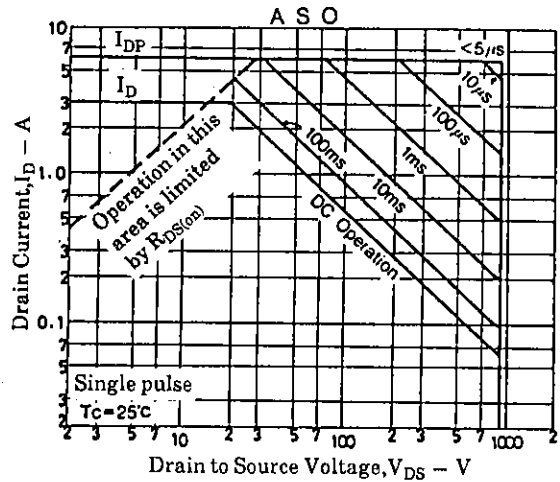 A S O
10
7
5
3
2
1.0
7
5
3
2
0.1
7
5
3
2
I_DP
I_D
<5μs
10μs
100μs
1ms
10ms
100ms
DC Operation
Operation in this
area is limited
by R_DS(on)
Single pulse
Tc=25°C
2 3 5 7 10 2 3 5 7 100 2 3 5 7 1000 2
Drain Current, I_D – A
Drain to Source Voltage, V_DS – V